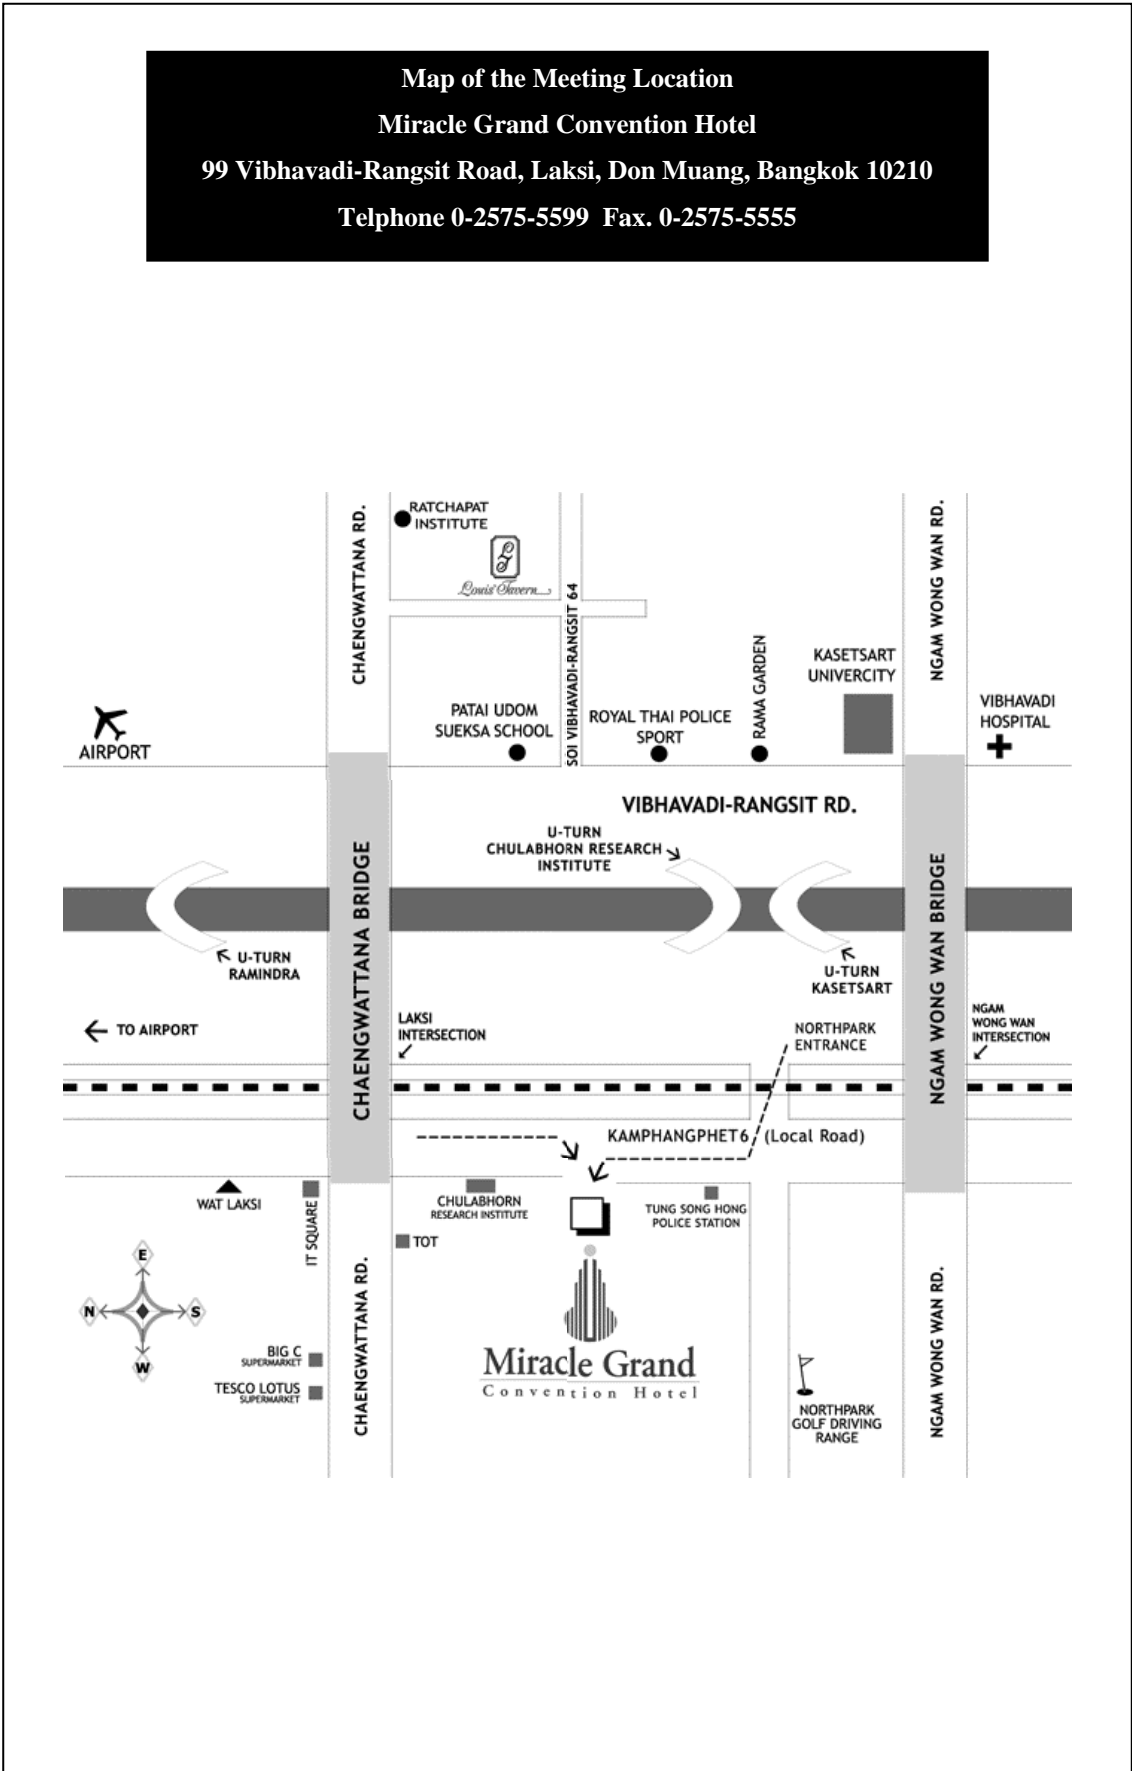 Map of the Meeting Location
Miracle Grand Convention Hotel
99 Vibhavadi-Rangsit Road, Laksi, Don Muang, Bangkok 10210
Telphone 0-2575-5599  Fax. 0-2575-5555
CHAENGWATTANA RD.
RATCHAPAT
INSTITUTE
Louis' Tavern
SOI VIBHAVADI-RANGSIT 64
NGAM WONG WAN RD.
RAMA GARDEN
KASETSART
UNIVERCITY
PATAI UDOM
SUEKSA SCHOOL
ROYAL THAI POLICE
SPORT
VIBHAVADI
HOSPITAL
AIRPORT
VIBHAVADI-RANGSIT RD.
U-TURN
CHULABHORN RESEARCH
INSTITUTE
CHAENGWATTANA BRIDGE
NGAM WONG WAN BRIDGE
U-TURN
RAMINDRA
U-TURN
KASETSART
TO AIRPORT
LAKSI
INTERSECTION
NORTHPARK
ENTRANCE
NGAM
WONG WAN
INTERSECTION
KAMPHANGPHET6 (Local Road)
WAT LAKSI
IT SQUARE
CHULABHORN
RESEARCH INSTITUTE
TUNG SONG HONG
POLICE STATION
TOT
E
N
S
W
CHAENGWATTANA RD.
NGAM WONG WAN RD.
BIG C
SUPERMARKET
TESCO LOTUS
SUPERMARKET
Miracle Grand
Convention Hotel
NORTHPARK
GOLF DRIVING
RANGE